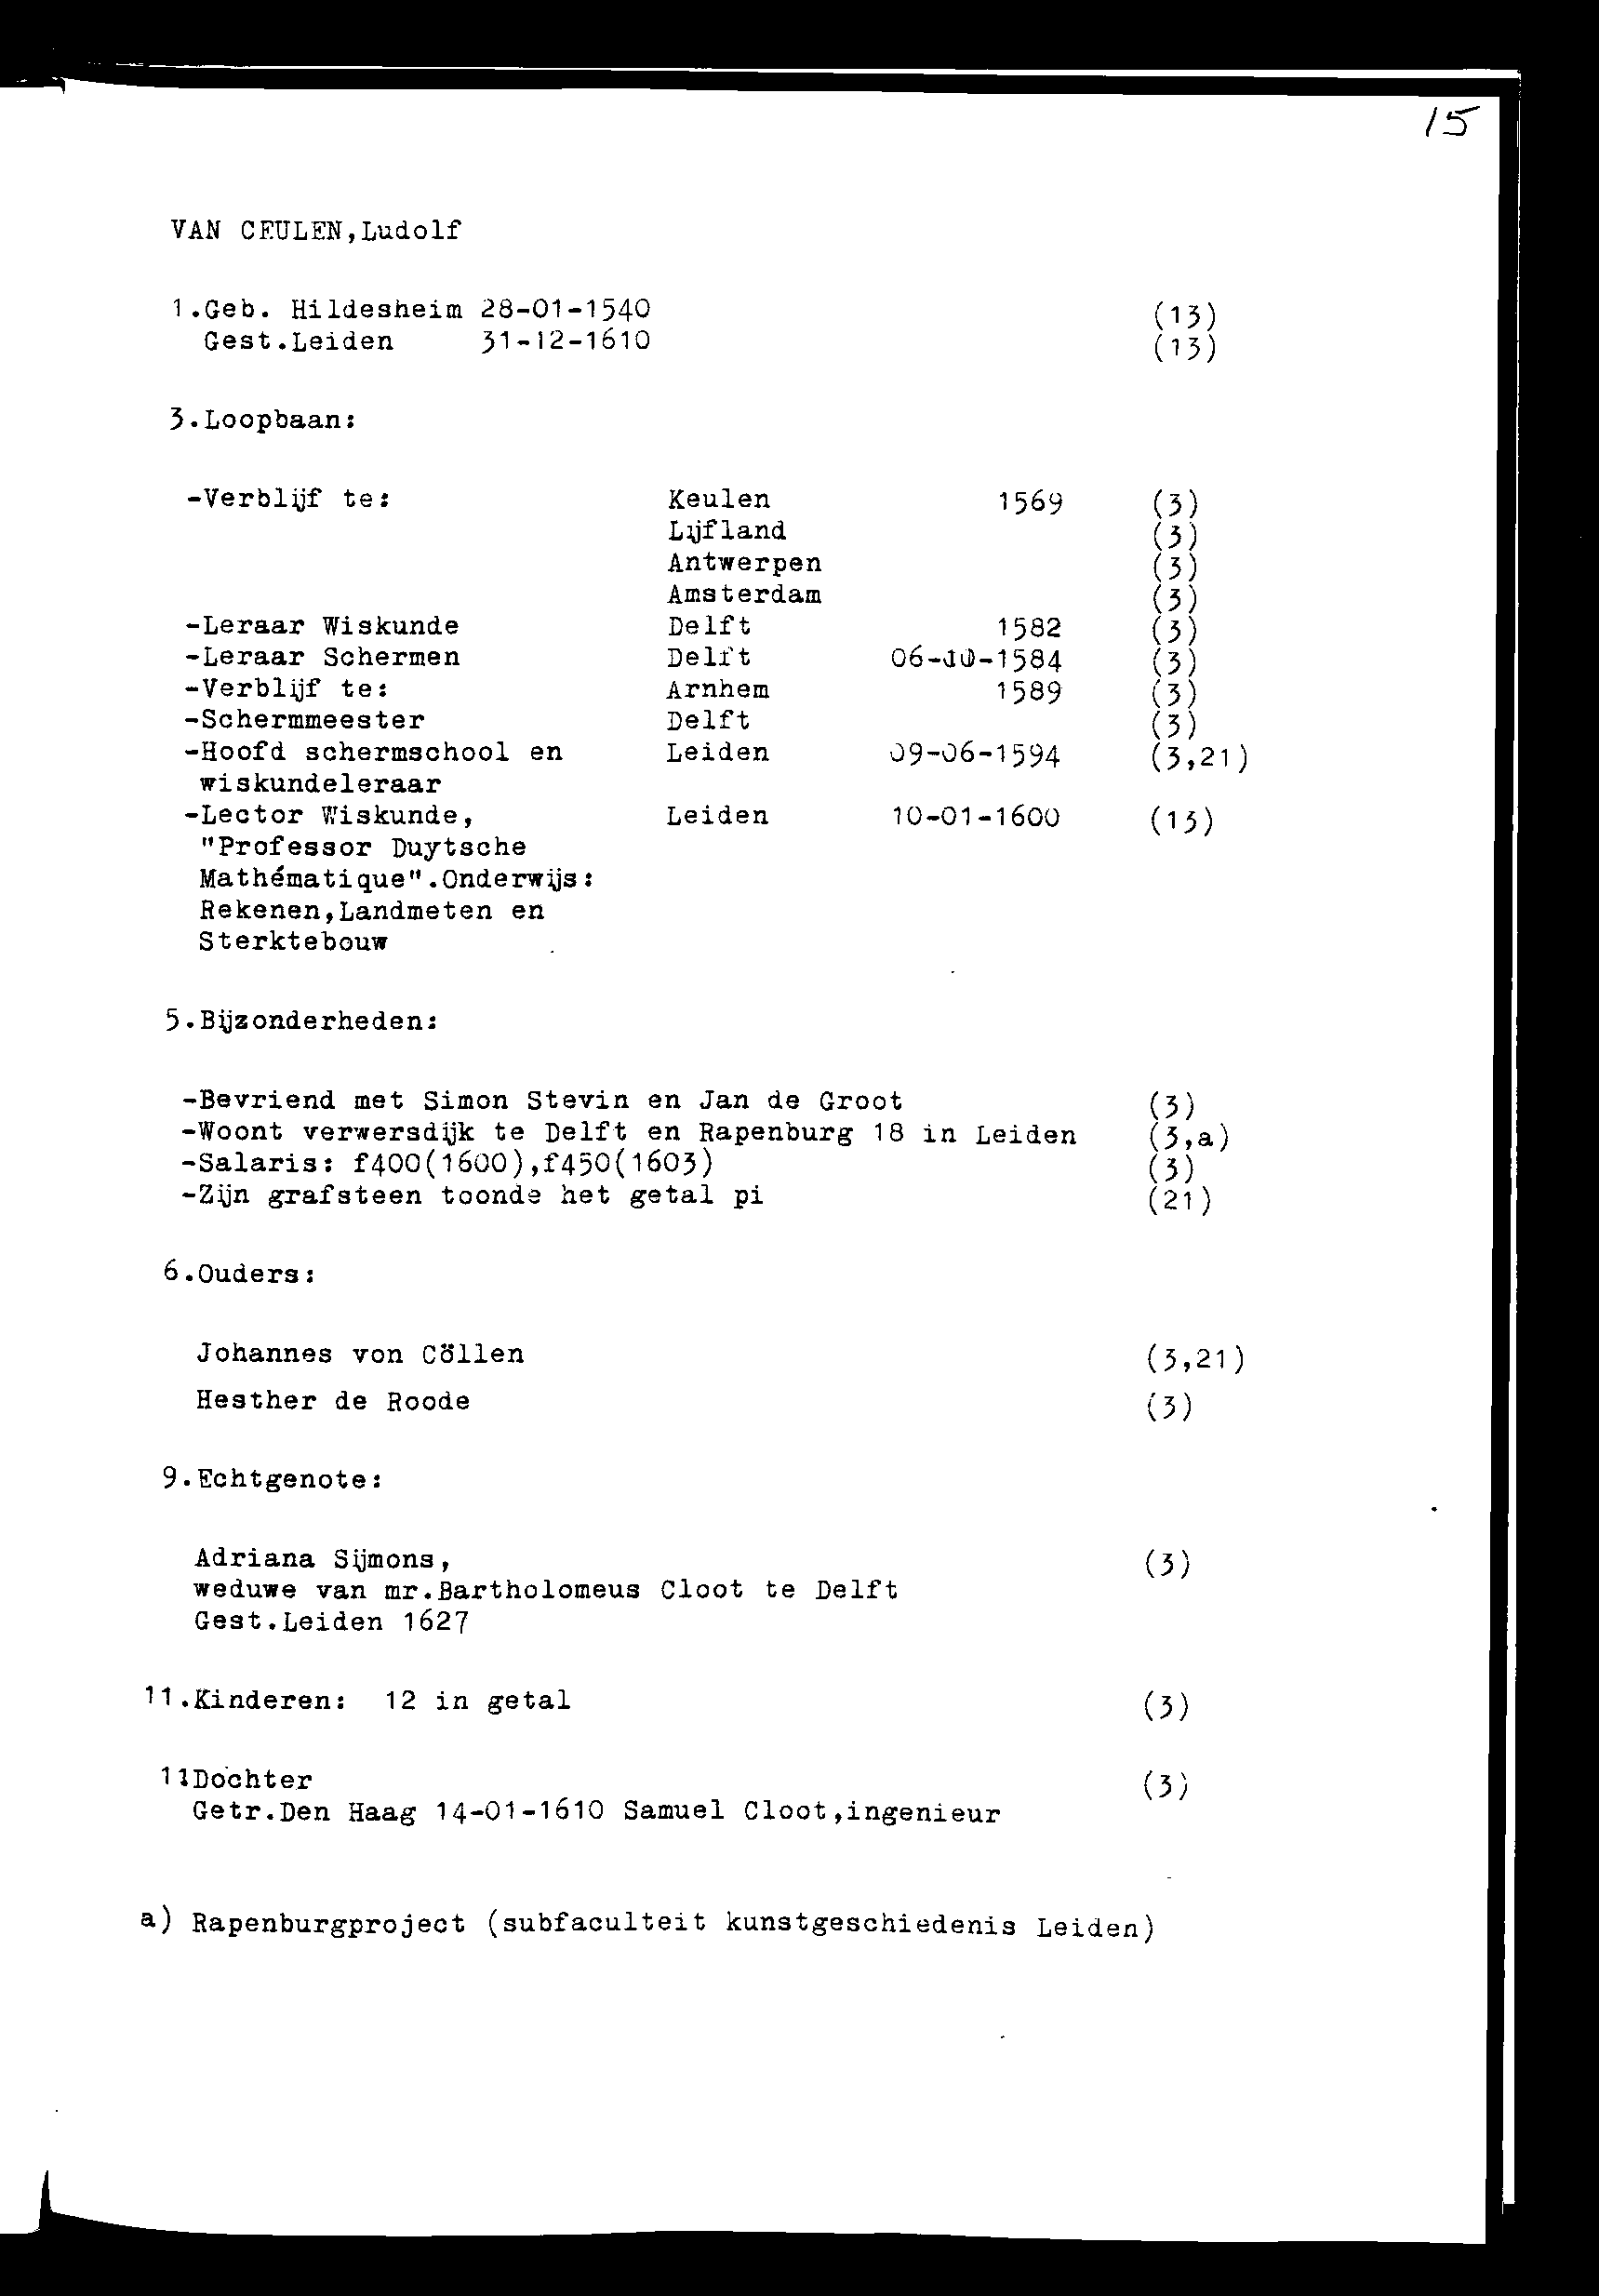 15
VAN CEULEN,Ludolf
1.Geb. Hildesheim 28-01-1540 (13)
Gest.Leiden 31-12-1610 (13)
3.Loopbaan:
-Verblijf te: Keulen 1569 (3)
Lijfland (3)
Antwerpen (3)
Amsterdam (3)
-Leraar Wiskunde Delft 1582 (3)
-Leraar Schermen Delft (3)
-Verblijf te: Arnhem 1589 (3)
-Schermmeester Delft (3)
-Hoofd schermschool en Leiden 09-06-1594 (3,21)
wiskundeleraar
-Lector Wiskunde, Leiden 10-01-1600 (13)
"Professor Duytsche
Mathématique".Onderwijs:
Rekenen,Landmeten en
Sterktebouw
5.Bijzonderheden:
-Bevriend met Simon Stevin en Jan de Groot (3)
-Woont verwersdijk te Delft en Rapenburg 18 in Leiden (3,a)
-Salaris: f400(1600),f450(1603) (3)
-Zijn grafsteen toonde het getal pi (21)
6.Ouders:
Johannes von Cöllen (3,21)
Hesther de Roode (3)
9.Echtgenote:
Adriana Sijmons, (3)
weduwe van mr.Bartholomeus Cloot te Delft
Gest.Leiden 1627
11.Kinderen: 12 in getal (3)
11Dochter (3)
Getr.Den Haag 14-01-1610 Samuel Cloot,ingenieur
a) Rapenburgproject (subfaculteit kunstgeschiedenis Leiden)